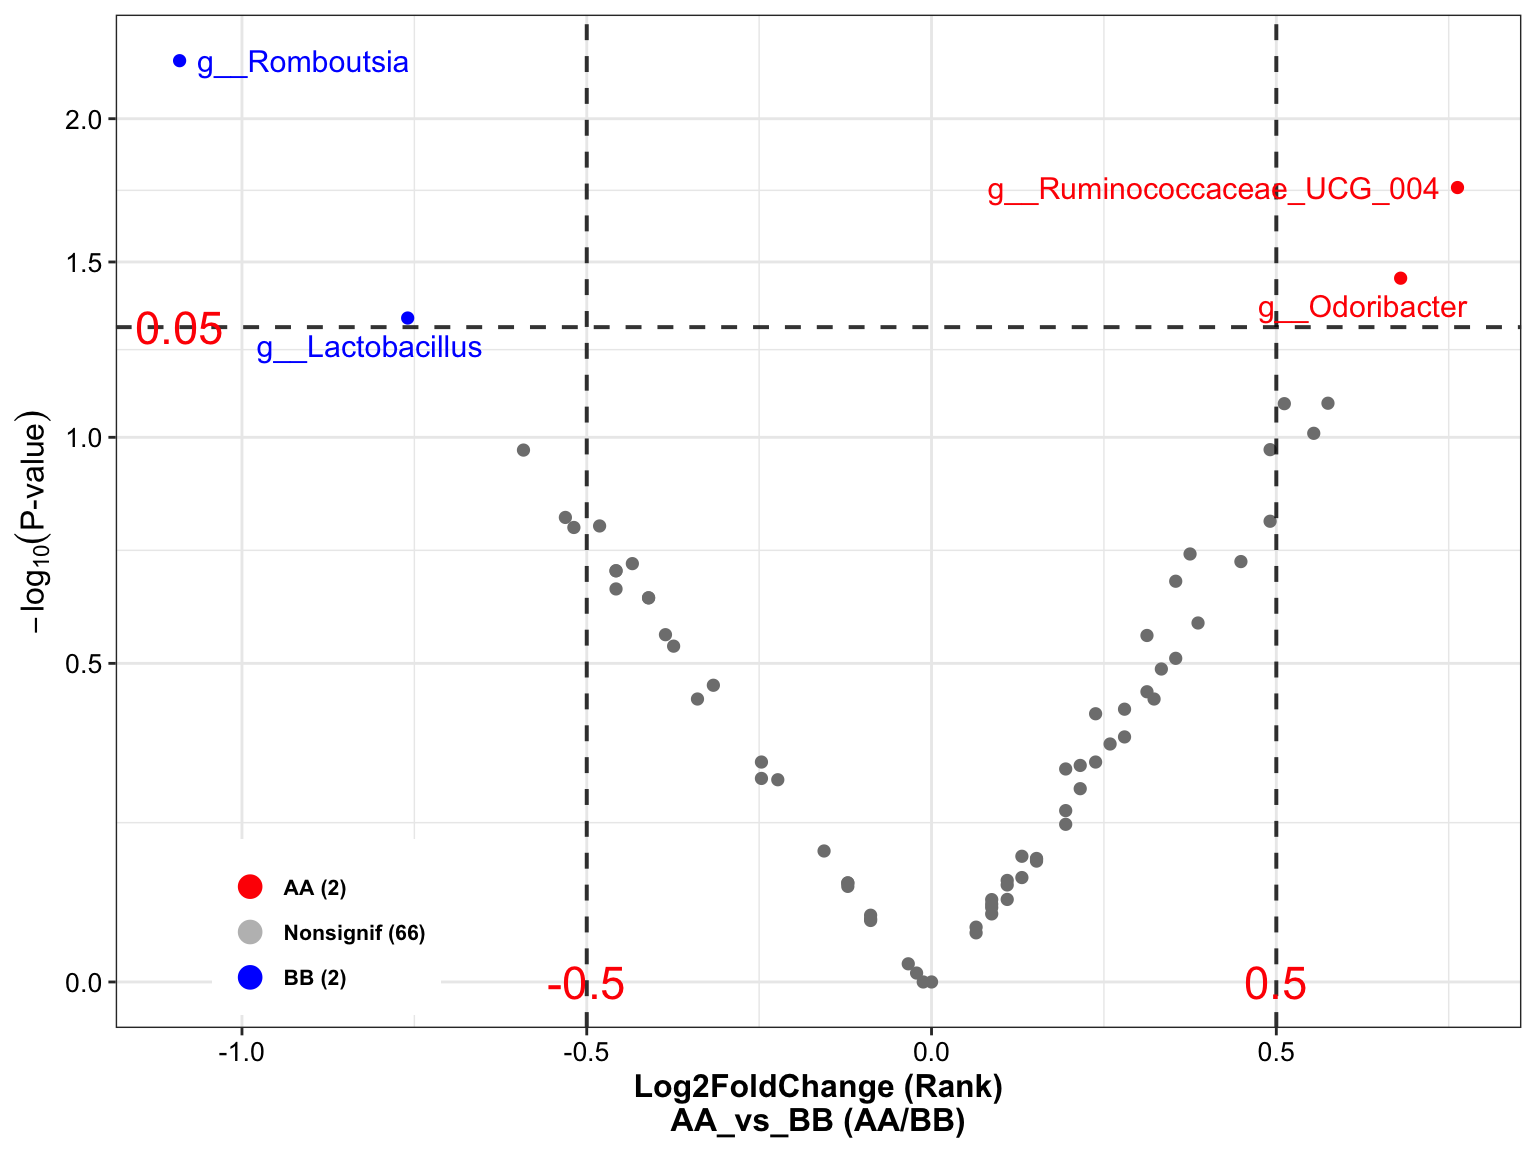 g__Romboutsia
2.0
g__Ruminococcaceae_UCG_004
1.5
g__Odoribacter
0.05
g__Lactobacillus
1.0
−log10(P-value)
0.5
AA (2)
Nonsignif (66)
BB (2)
0.0
-0.5
0.5
-1.0
-0.5
0.0
0.5
Log2FoldChange (Rank)
AA_vs_BB (AA/BB)